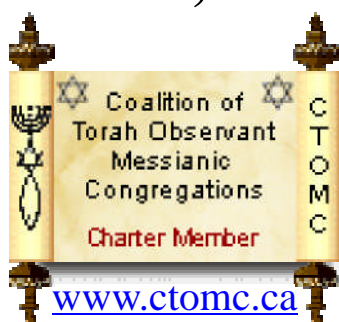 Coalition of
Torah Observant
Messianic
Congregations
Charter Member
C
T
O
M
C
www.ctomc.ca